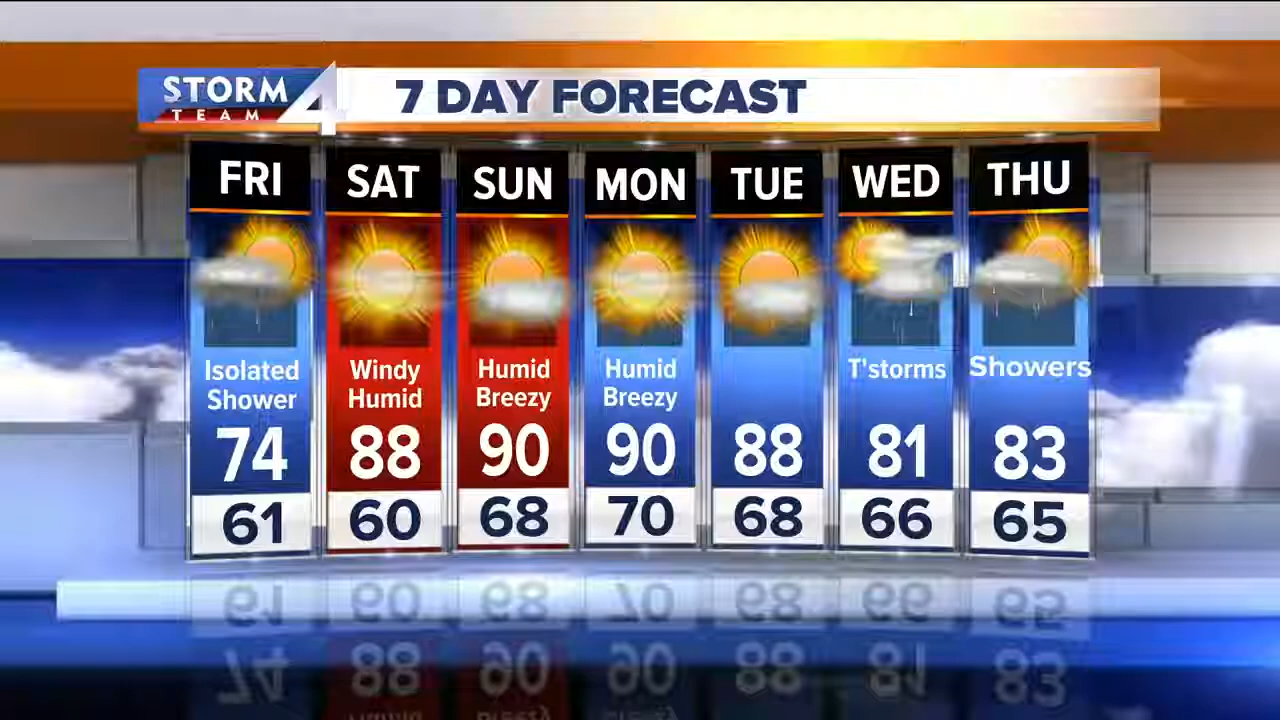 STORM
TEAM
4
7 DAY FORECAST
FRI
SAT
SUN
MON
TUE
WED
THU
Isolated
Shower
Windy
Humid
Humid
Breezy
Humid
Breezy
T'storms
Showers
74
88
90
90
88
81
83
61
60
68
70
68
66
65